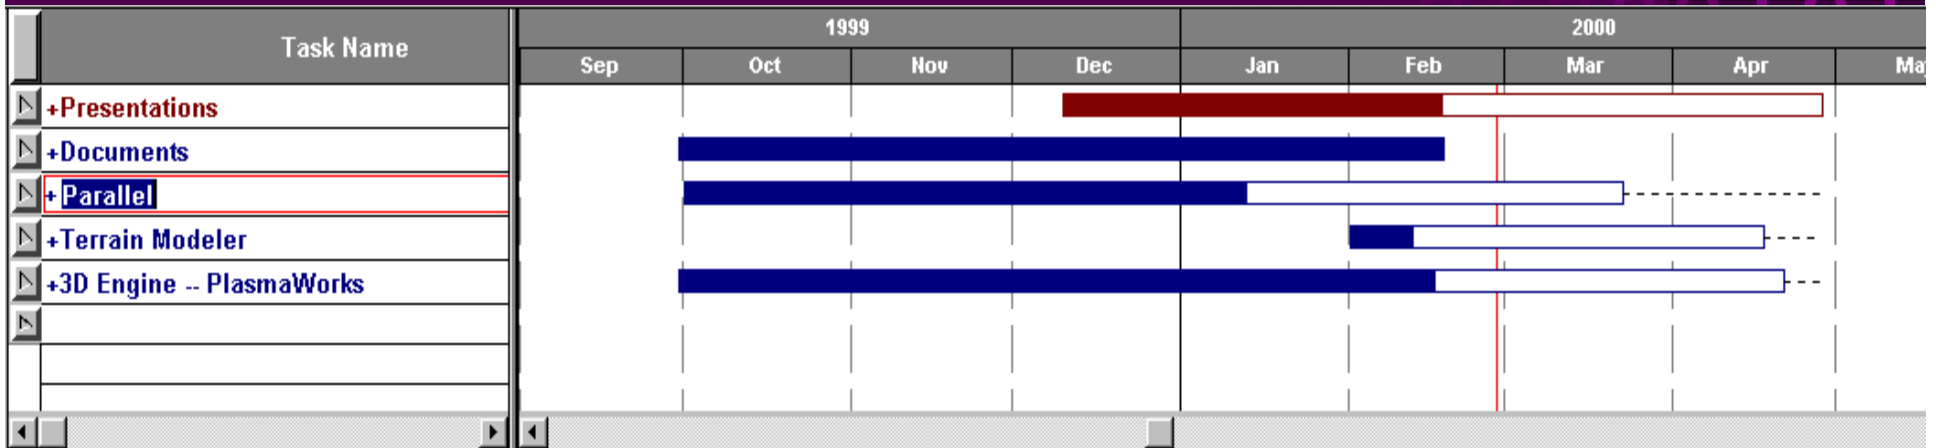 Task Name
1999
2000
Sep Oct Nov Dec Jan Feb Mar Apr
+Presentations
+Documents
+Parallel
+Terrain Modeler
+3D Engine -- PlasmaWorks